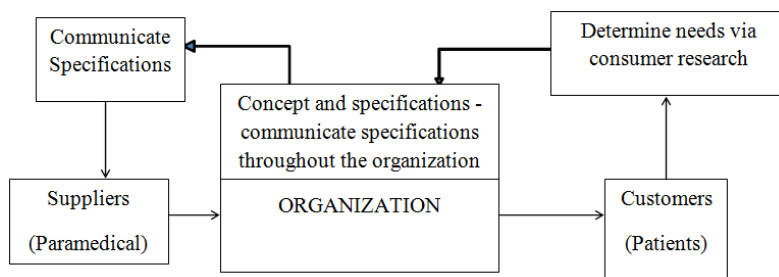 Communicate
Specifications
Determine needs via
consumer research
Concept and specifications -
communicate specifications
throughout the organization
Suppliers
(Paramedical)
ORGANIZATION
Customers
(Patients)